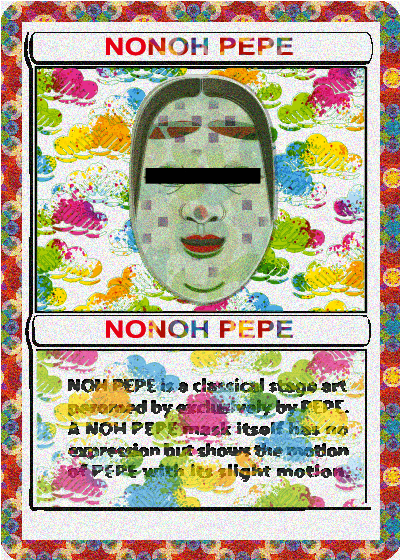 NONOH PEPE
NONOH PEPE
NOH PEPE is a classical stage art
peromed by exclusively by PEPE.
A NOH PEPE mask itself has no
expression but shows the motion
of PEPE with its slight motion.